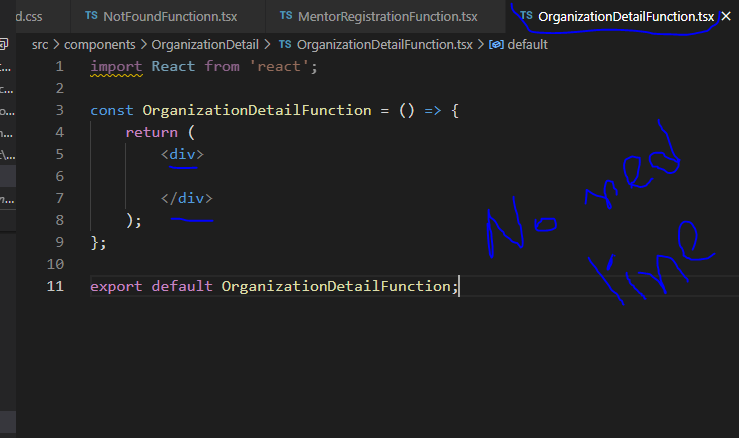 d.css
TS NotFoundFunctionn.tsx
TS MentorRegistrationFunction.tsx
TS OrganizationDetailFunction.tsx
src > components > OrganizationDetail > TS OrganizationDetailFunction.tsx > default
1 import React from 'react';
2
3 const OrganizationDetailFunction = () => {
4 return (
5 <div>
6
7 </div>
8 );
9 };
10
11 export default OrganizationDetailFunction;
No read
line